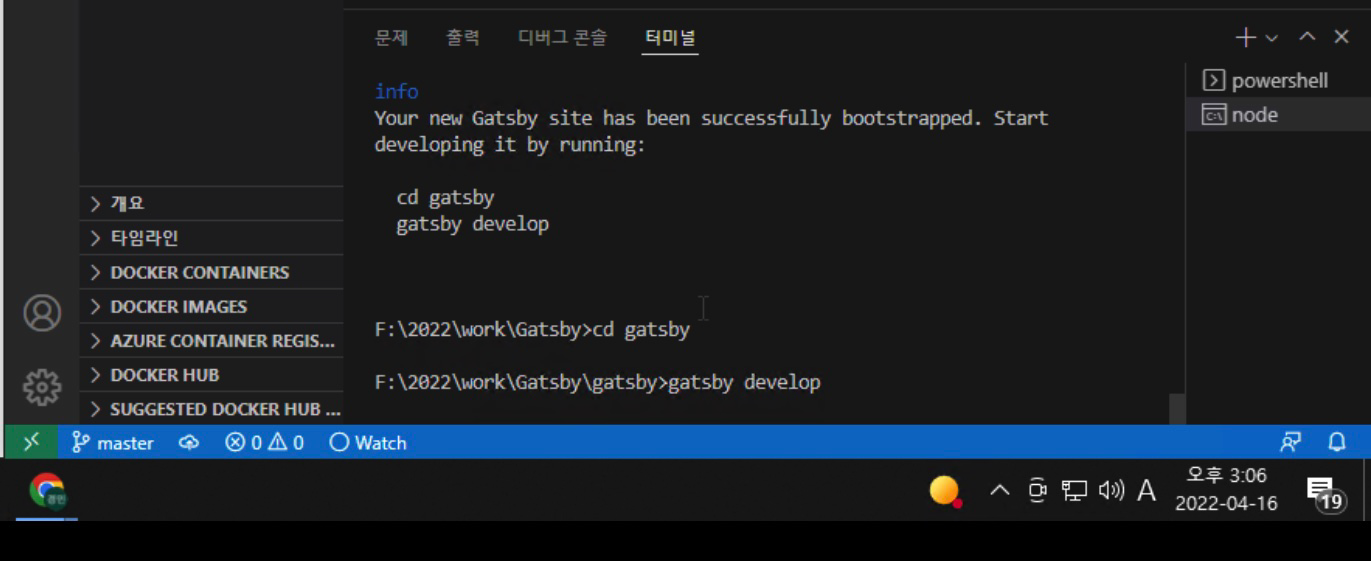 문제 출력 디버그 콘솔 터미널
info
Your new Gatsby site has been successfully bootstrapped. Start
developing it by running:
cd gatsby
gatsby develop
F:\2022\work\Gatsby>cd gatsby
F:\2022\work\Gatsby\gatsby>gatsby develop
powershell
node
개요
타임라인
DOCKER CONTAINERS
DOCKER IMAGES
AZURE CONTAINER REGIS...
DOCKER HUB
SUGGESTED DOCKER HUB ...
master 0 0 Watch
A
오후 3:06
2022-04-16
19